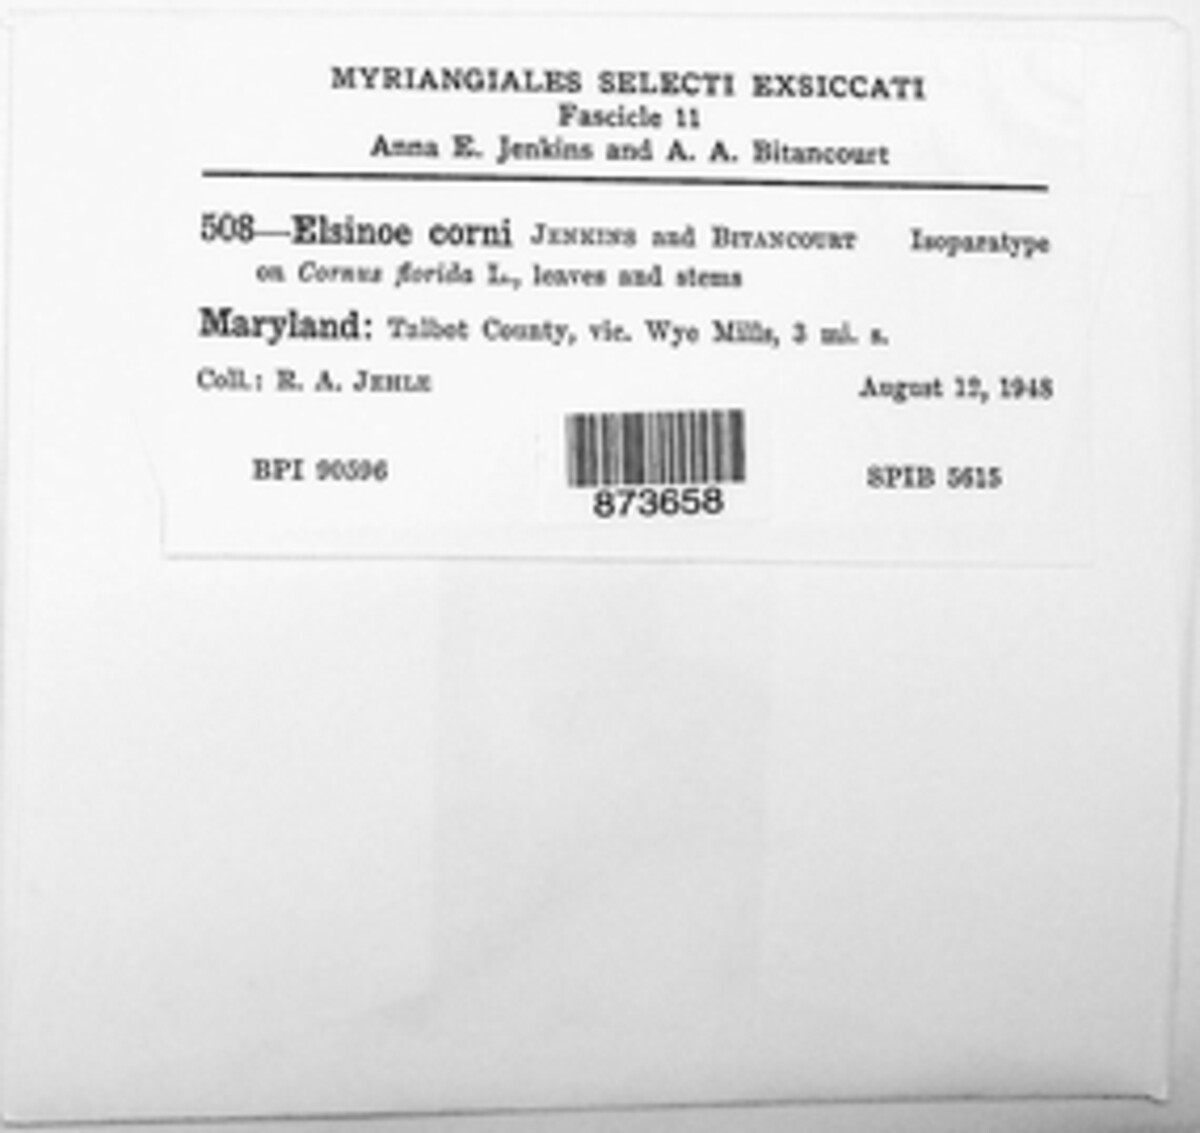 MYRIANGIALES SELECTI EXSICCATI
Fascicle 11
Anna E. Jenkins and A. A. Bitancourt
508—Elsinoe corni JENKINS and BITANCOURT Isoparatype
on Cornus florida L., leaves and stems
Maryland: Talbot County, vic. Wye Mills, 3 mi. s.
Coll.: R. A. JEHLE August 12, 1948
BPI 90596 SPIB 5615
873658